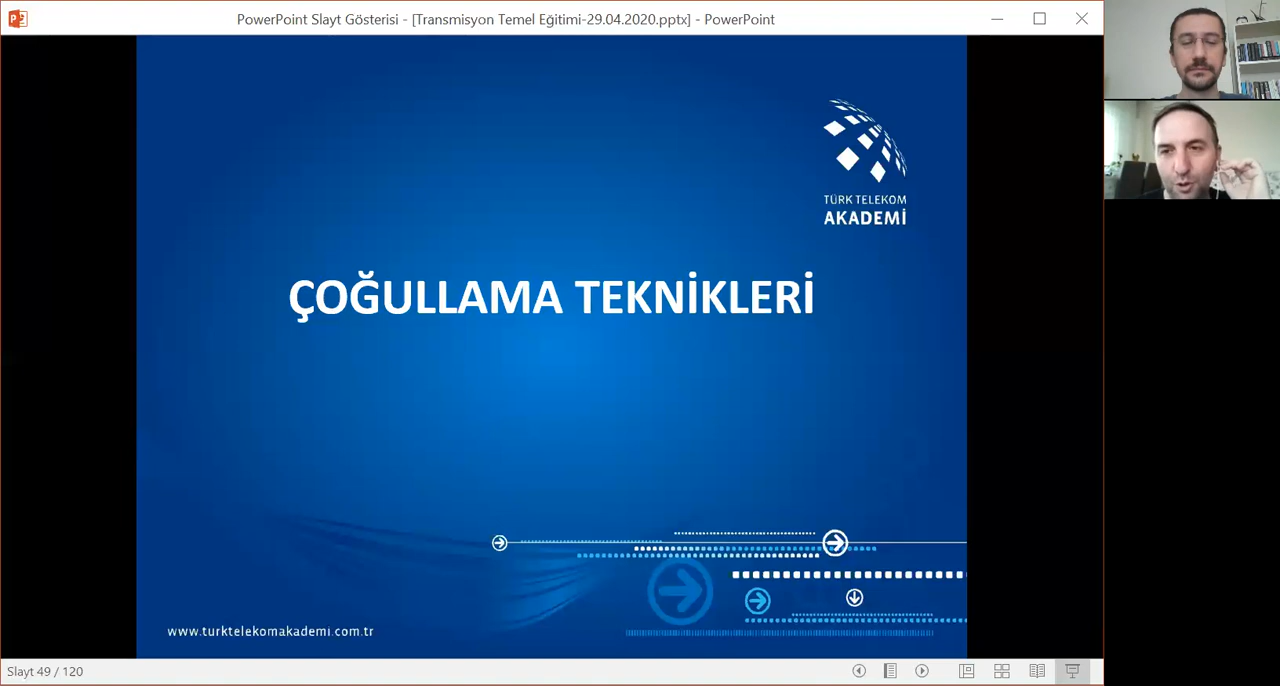 PowerPoint Slayt Gösterisi - [Transmisyon Temel Eğitimi-29.04.2020.pptx] - PowerPoint
TÜRK TELEKOM
AKADEMİ
ÇOĞULLAMA TEKNİKLERİ
www.turktelekomakademi.com.tr
Slayt 49 / 120